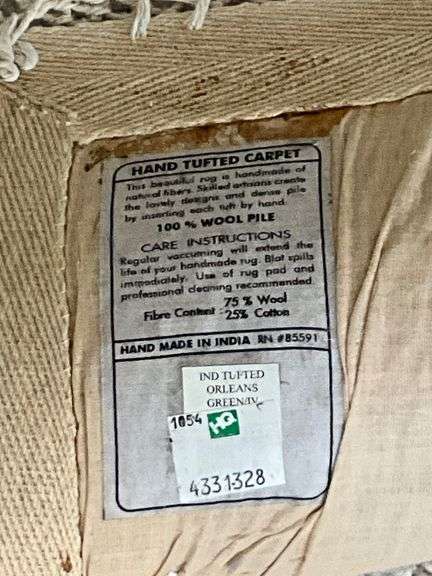 HAND TUFTED CARPET
This beautiful rug is handmade of
natural fibers. Skilled artisans create
the lovely designs and dense pile
by inserting each tuft by hand.
100 % WOOL PILE
CARE INSTRUCTIONS
Regular vaccuming will extend the
life of your handmade rug. Blot spills
immediately. Use of rug pad and
professional cleaning recommended.
Fibre Content : 75 % Wool
25% Cotton
HAND MADE IN INDIA RN #85591
IND TUFTED
ORLEANS
GREEN/IV
1054 HQ
4331328